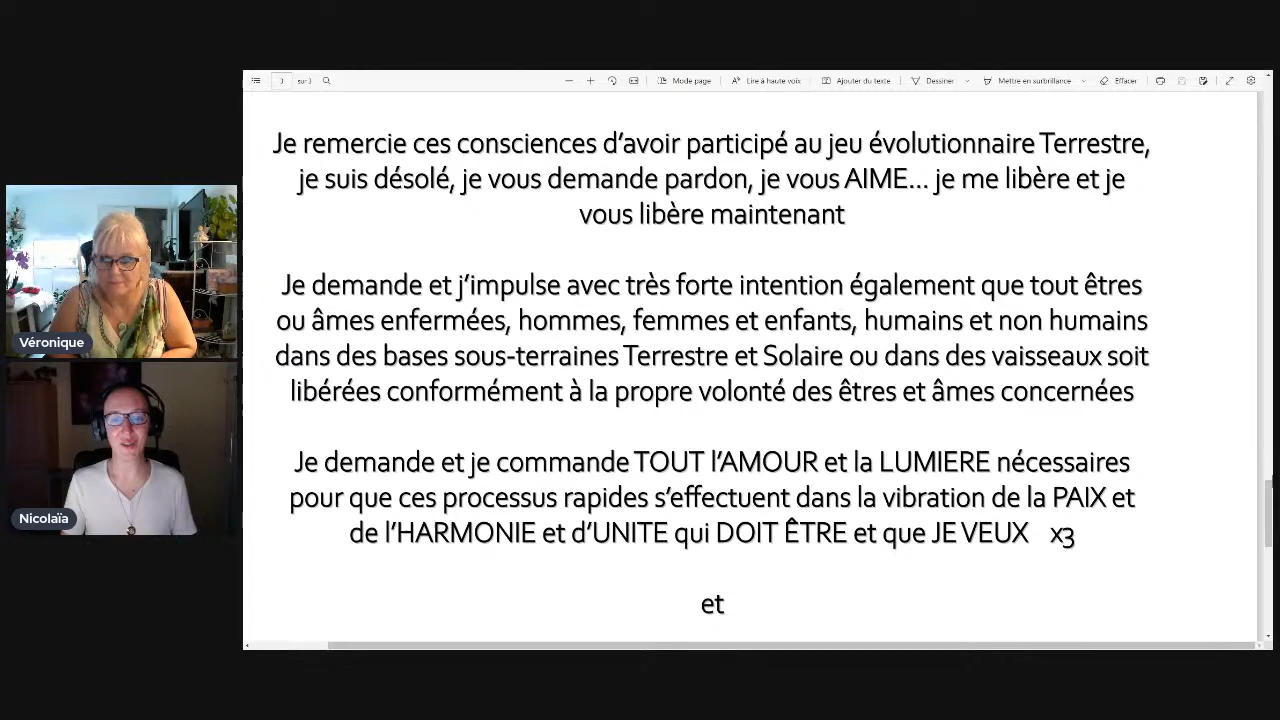 sur 3
Mode page
Lire à haute voix
Ajouter du texte
Dessiner
Mettre en surbrillance
Effacer
Je remercie ces consciences d’avoir participé au jeu évolutionnaire Terrestre,
je suis désolé, je vous demande pardon, je vous AIME... je me libère et je
vous libère maintenant
Je demande et j’impulse avec très forte intention également que tout êtres
ou âmes enfermées, hommes, femmes et enfants, humains et non humains
dans des bases sous-terraines Terrestre et Solaire ou dans des vaisseaux soit
libérées conformément à la propre volonté des êtres et âmes concernées
Je demande et je commande TOUT l’AMOUR et la LUMIERE nécessaires
pour que ces processus rapides s’effectuent dans la vibration de la PAIX et
de l’HARMONIE et d’UNITE qui DOIT ÊTRE et que JE VEUX x3
et
Véronique
Nicolaïa